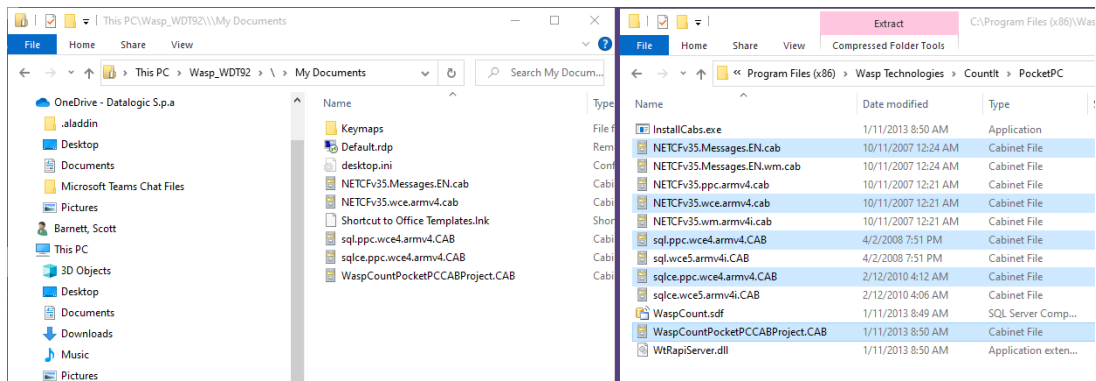 This PC\Wasp_WDT92\\\My Documents
File Home Share View
This PC > Wasp_WDT92 > \ > My Documents
Search My Docum...
OneDrive - Datalogic S.p.a
.aladdin
Desktop
Documents
Microsoft Teams Chat Files
Pictures
Barnett, Scott
This PC
3D Objects
Desktop
Documents
Downloads
Music
Pictures
Name Type
Keymaps File f
Default.rdp Rem
desktop.ini Conf
NETCFv35.Messages.EN.cab Cabi
NETCFv35.wce.armv4.cab Cabi
Shortcut to Office Templates.lnk Shor
sql.ppc.wce4.armv4.CAB Cabi
sqlce.ppc.wce4.armv4.CAB Cabi
WaspCountPocketPCCABProject.CAB Cabi
Extract C:\Program Files (x86)\Was
File Home Share View Compressed Folder Tools
« Program Files (x86) > Wasp Technologies > CountIt > PocketPC
Name Date modified Type
InstallCabs.exe 1/11/2013 8:50 AM Application
NETCFv35.Messages.EN.cab 10/11/2007 12:24 AM Cabinet File
NETCFv35.Messages.EN.wm.cab 10/11/2007 12:24 AM Cabinet File
NETCFv35.ppc.armv4.cab 10/11/2007 12:21 AM Cabinet File
NETCFv35.wce.armv4.cab 10/11/2007 12:21 AM Cabinet File
NETCFv35.wm.armv4i.cab 10/11/2007 12:21 AM Cabinet File
sql.ppc.wce4.armv4.CAB 4/2/2008 7:51 PM Cabinet File
sql.wce5.armv4i.CAB 4/2/2008 7:51 PM Cabinet File
sqlce.ppc.wce4.armv4.CAB 2/12/2010 4:12 AM Cabinet File
sqlce.wce5.armv4i.CAB 2/12/2010 4:06 AM Cabinet File
WaspCount.sdf 1/11/2013 8:49 AM SQL Server Comp...
WaspCountPocketPCCABProject.CAB 1/11/2013 8:50 AM Cabinet File
WtRapiServer.dll 1/11/2013 8:50 AM Application exten...